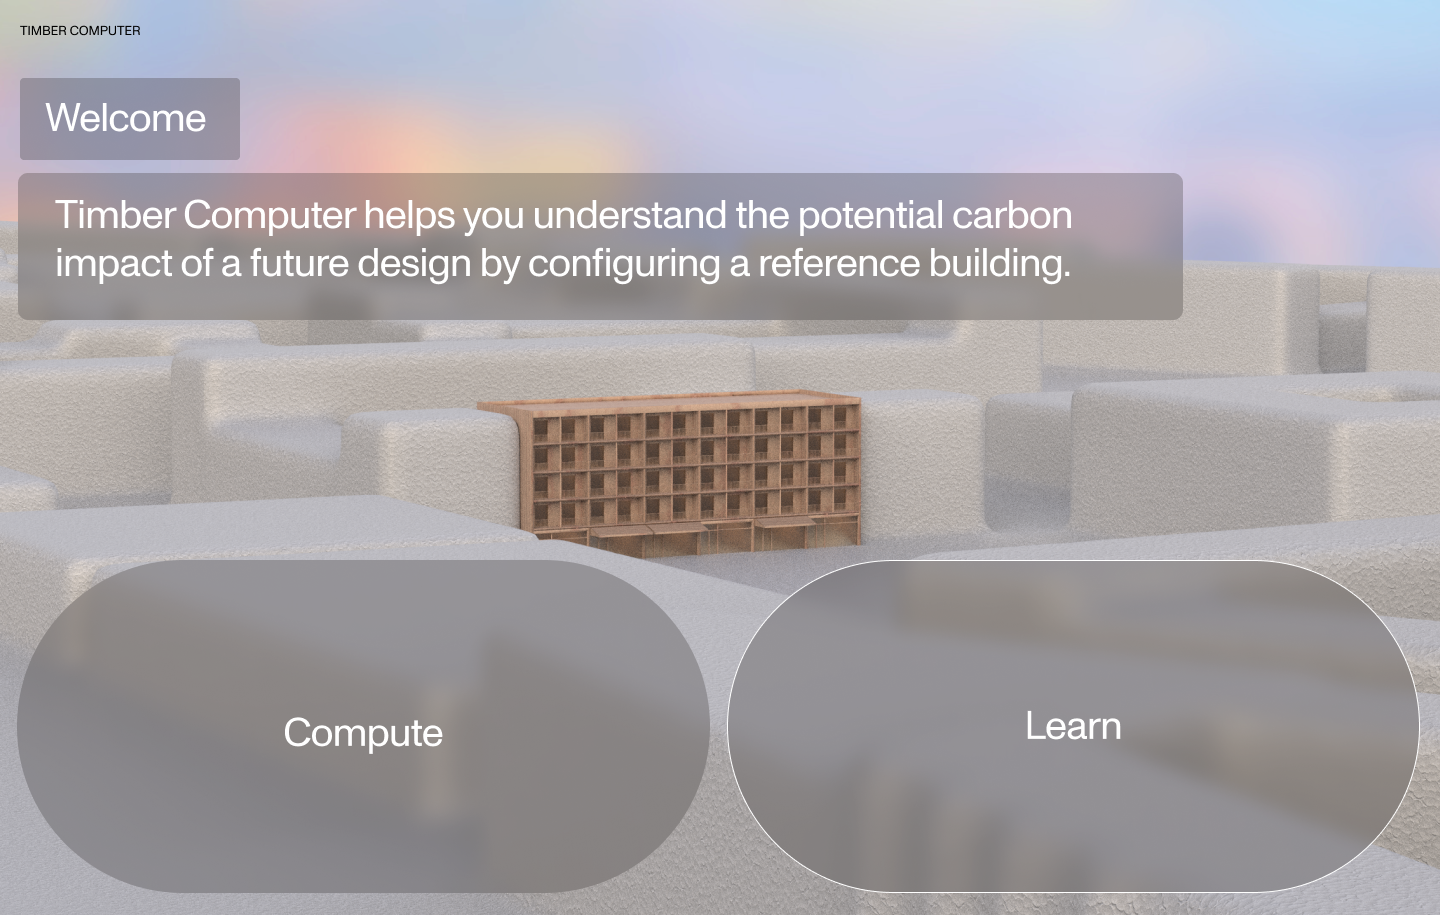 TIMBER COMPUTER
Welcome
Timber Computer helps you understand the potential carbon
impact of a future design by configuring a reference building.
Compute
Learn